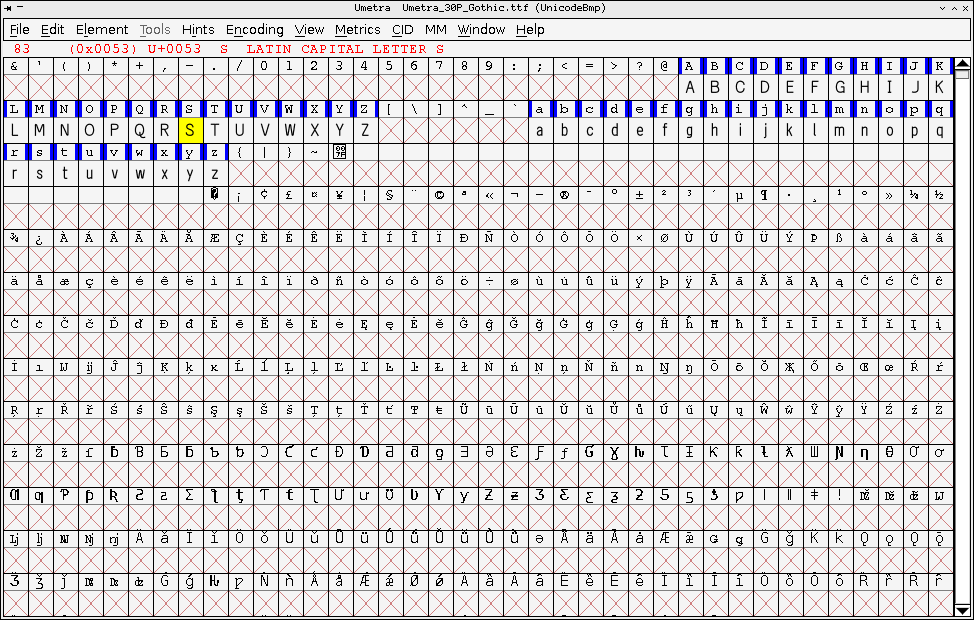 Umetra Umetra_30P_Gothic.ttf (UnicodeBmp)
File Edit Element Tools Hints Encoding View Metrics CID MM Window Help
83 (0x0053) U+0053 S LATIN CAPITAL LETTER S
& ' ( ) * + , - . / 0 1 2 3 4 5 6 7 8 9 : ; < = > ? @ A B C D E F G H I J K
A B C D E F G H I J K
L M N O P Q R S T U V W X Y Z [ \ ] ^ _ ` a b c d e f g h i j k l m n o p q
L M N O P Q R S T U V W X Y Z a b c d e f g h i j k l m n o p q
r s t u v w x y z { | } ~ 007F
r s t u v w x y z
� ¡ ¢ £ ¤ ¥ ¦ § ¨ © ª « ¬ - ® ¯ ° ± ² ³ ´ µ ¶ · ¸ ¹ º » ¼ ½
¾ ¿ À Á Â Ã Ä Å Æ Ç È É Ê Ë Ì Í Î Ï Ð Ñ Ò Ó Ô Õ Ö × Ø Ù Ú Û Ü Ý Þ ß à á â ã
ä å æ ç è é ê ë ì í î ï ð ñ ò ó ô õ ö ÷ ø ù ú û ü ý þ ÿ Ā ā Ă ă Ą ą Ć ć Ĉ ĉ
Ċ ċ Č č Ď ď Đ đ Ē ē Ĕ ĕ Ė ė Ę ę Ě ě Ĝ ĝ Ğ ğ Ġ ġ Ģ ģ Ĥ ĥ Ħ ħ Ĩ ĩ Ī ī Ĭ ĭ Į į
İ ı Ĳ ĳ Ĵ ĵ Ķ ķ ĸ Ĺ ĺ Ļ ļ Ľ ľ Ŀ ŀ Ł ł Ń ń Ņ ņ Ň ň ŉ Ŋ ŋ Ō ō Ŏ ŏ Ő ő Œ œ Ŕ ŕ
Ŗ ŗ Ř ř Ś ś Ŝ ŝ Ş ş Š š Ţ ţ Ť ť Ŧ ŧ Ũ ũ Ū ū Ŭ ŭ Ů ů Ű ű Ų ų Ŵ ŵ Ŷ ŷ Ÿ Ź ź Ż
ż Ž ž ſ ƀ Ɓ Ƃ ƃ Ƅ ƅ Ɔ Ƈ ƈ Ɖ Ɗ Ƌ ƌ ƍ Ǝ Ə Ɛ Ƒ ƒ Ɠ Ɣ ƕ Ɩ Ɨ Ƙ ƙ ƚ ƛ Ɯ Ɲ ƞ Ɵ Ơ ơ
Ƣ ƣ Ƥ ƥ Ʀ Ƨ ƨ Ʃ ƪ ƫ Ƭ ƭ Ʈ Ư ư Ʊ Ʋ Ƴ ƴ Ƶ ƶ Ʒ Ƹ ƹ ƺ ƻ Ƽ ƽ ƾ ƿ ǀ ǁ ǂ ǃ Ǆ ǅ ǆ Ǉ
ǈ ǉ Ǌ ǋ ǌ Ǎ ǎ Ǐ ǐ Ǒ ǒ Ǔ ǔ Ǖ ǖ Ǘ ǘ Ǚ ǚ Ǜ ǜ ǝ Ǟ ǟ Ǡ ǡ Ǣ ǣ Ǥ ǥ Ǧ ǧ Ǩ ǩ Ǫ ǫ Ǭ ǭ
Ǯ ǯ ǰ Ǳ ǲ ǳ Ǵ ǵ Ƕ Ƿ Ǹ ǹ Ǻ ǻ Ǽ ǽ Ǿ ǿ Ȁ ȁ Ȃ ȃ Ȅ ȅ Ȇ ȇ Ȉ ȉ Ȋ ȋ Ȍ ȍ Ȏ ȏ Ȑ ȑ Ȓ ȓ